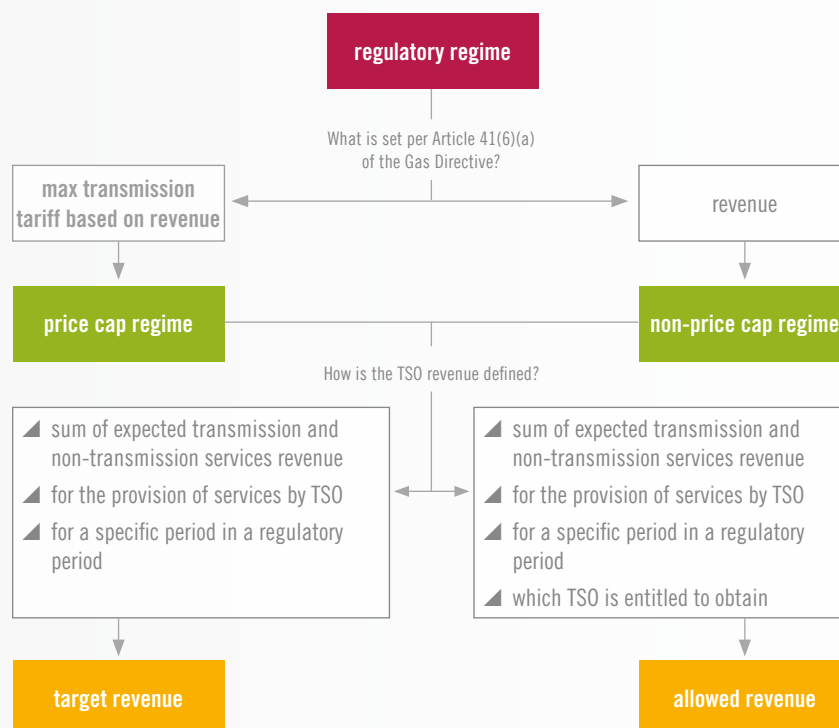 regulatory regime
What is set per Article 41(6)(a)
of the Gas Directive?
max transmission
tariff based on revenue
revenue
price cap regime
non-price cap regime
How is the TSO revenue defined?
sum of expected transmission and
non-transmission services revenue
for the provision of services by TSO
for a specific period in a regulatory
period
sum of expected transmission and
non-transmission services revenue
for the provision of services by TSO
for a specific period in a regulatory
period
which TSO is entitled to obtain
target revenue
allowed revenue